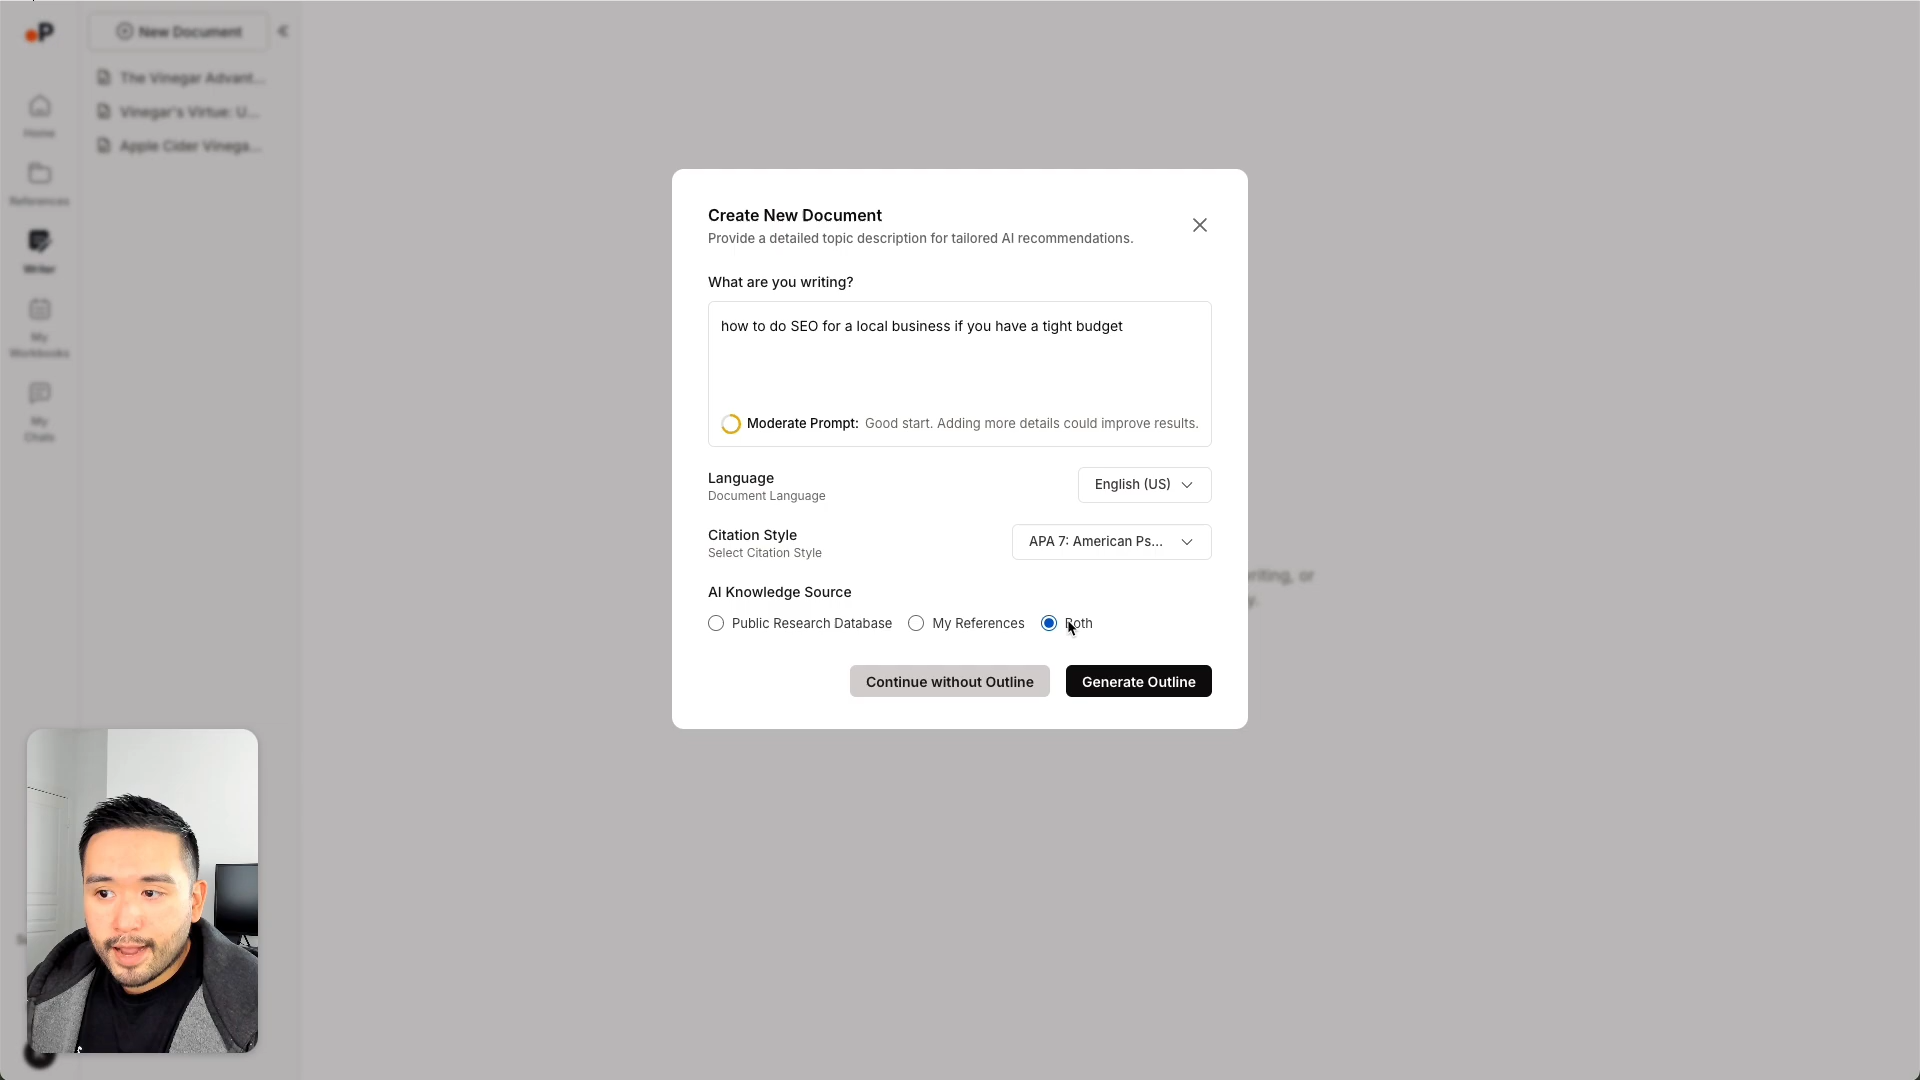 P
New Document
The Vinegar Advant...
Vinegar's Virtue: U...
Apple Cider Vinega...
Home
References
Writer
My
Workbooks
My
Chats
Create New Document
Provide a detailed topic description for tailored AI recommendations.
What are you writing?
how to do SEO for a local business if you have a tight budget
Moderate Prompt: Good start. Adding more details could improve results.
Language
Document Language
English (US)
Citation Style
Select Citation Style
APA 7: American Ps...
AI Knowledge Source
Public Research Database
My References
Both
Continue without Outline
Generate Outline